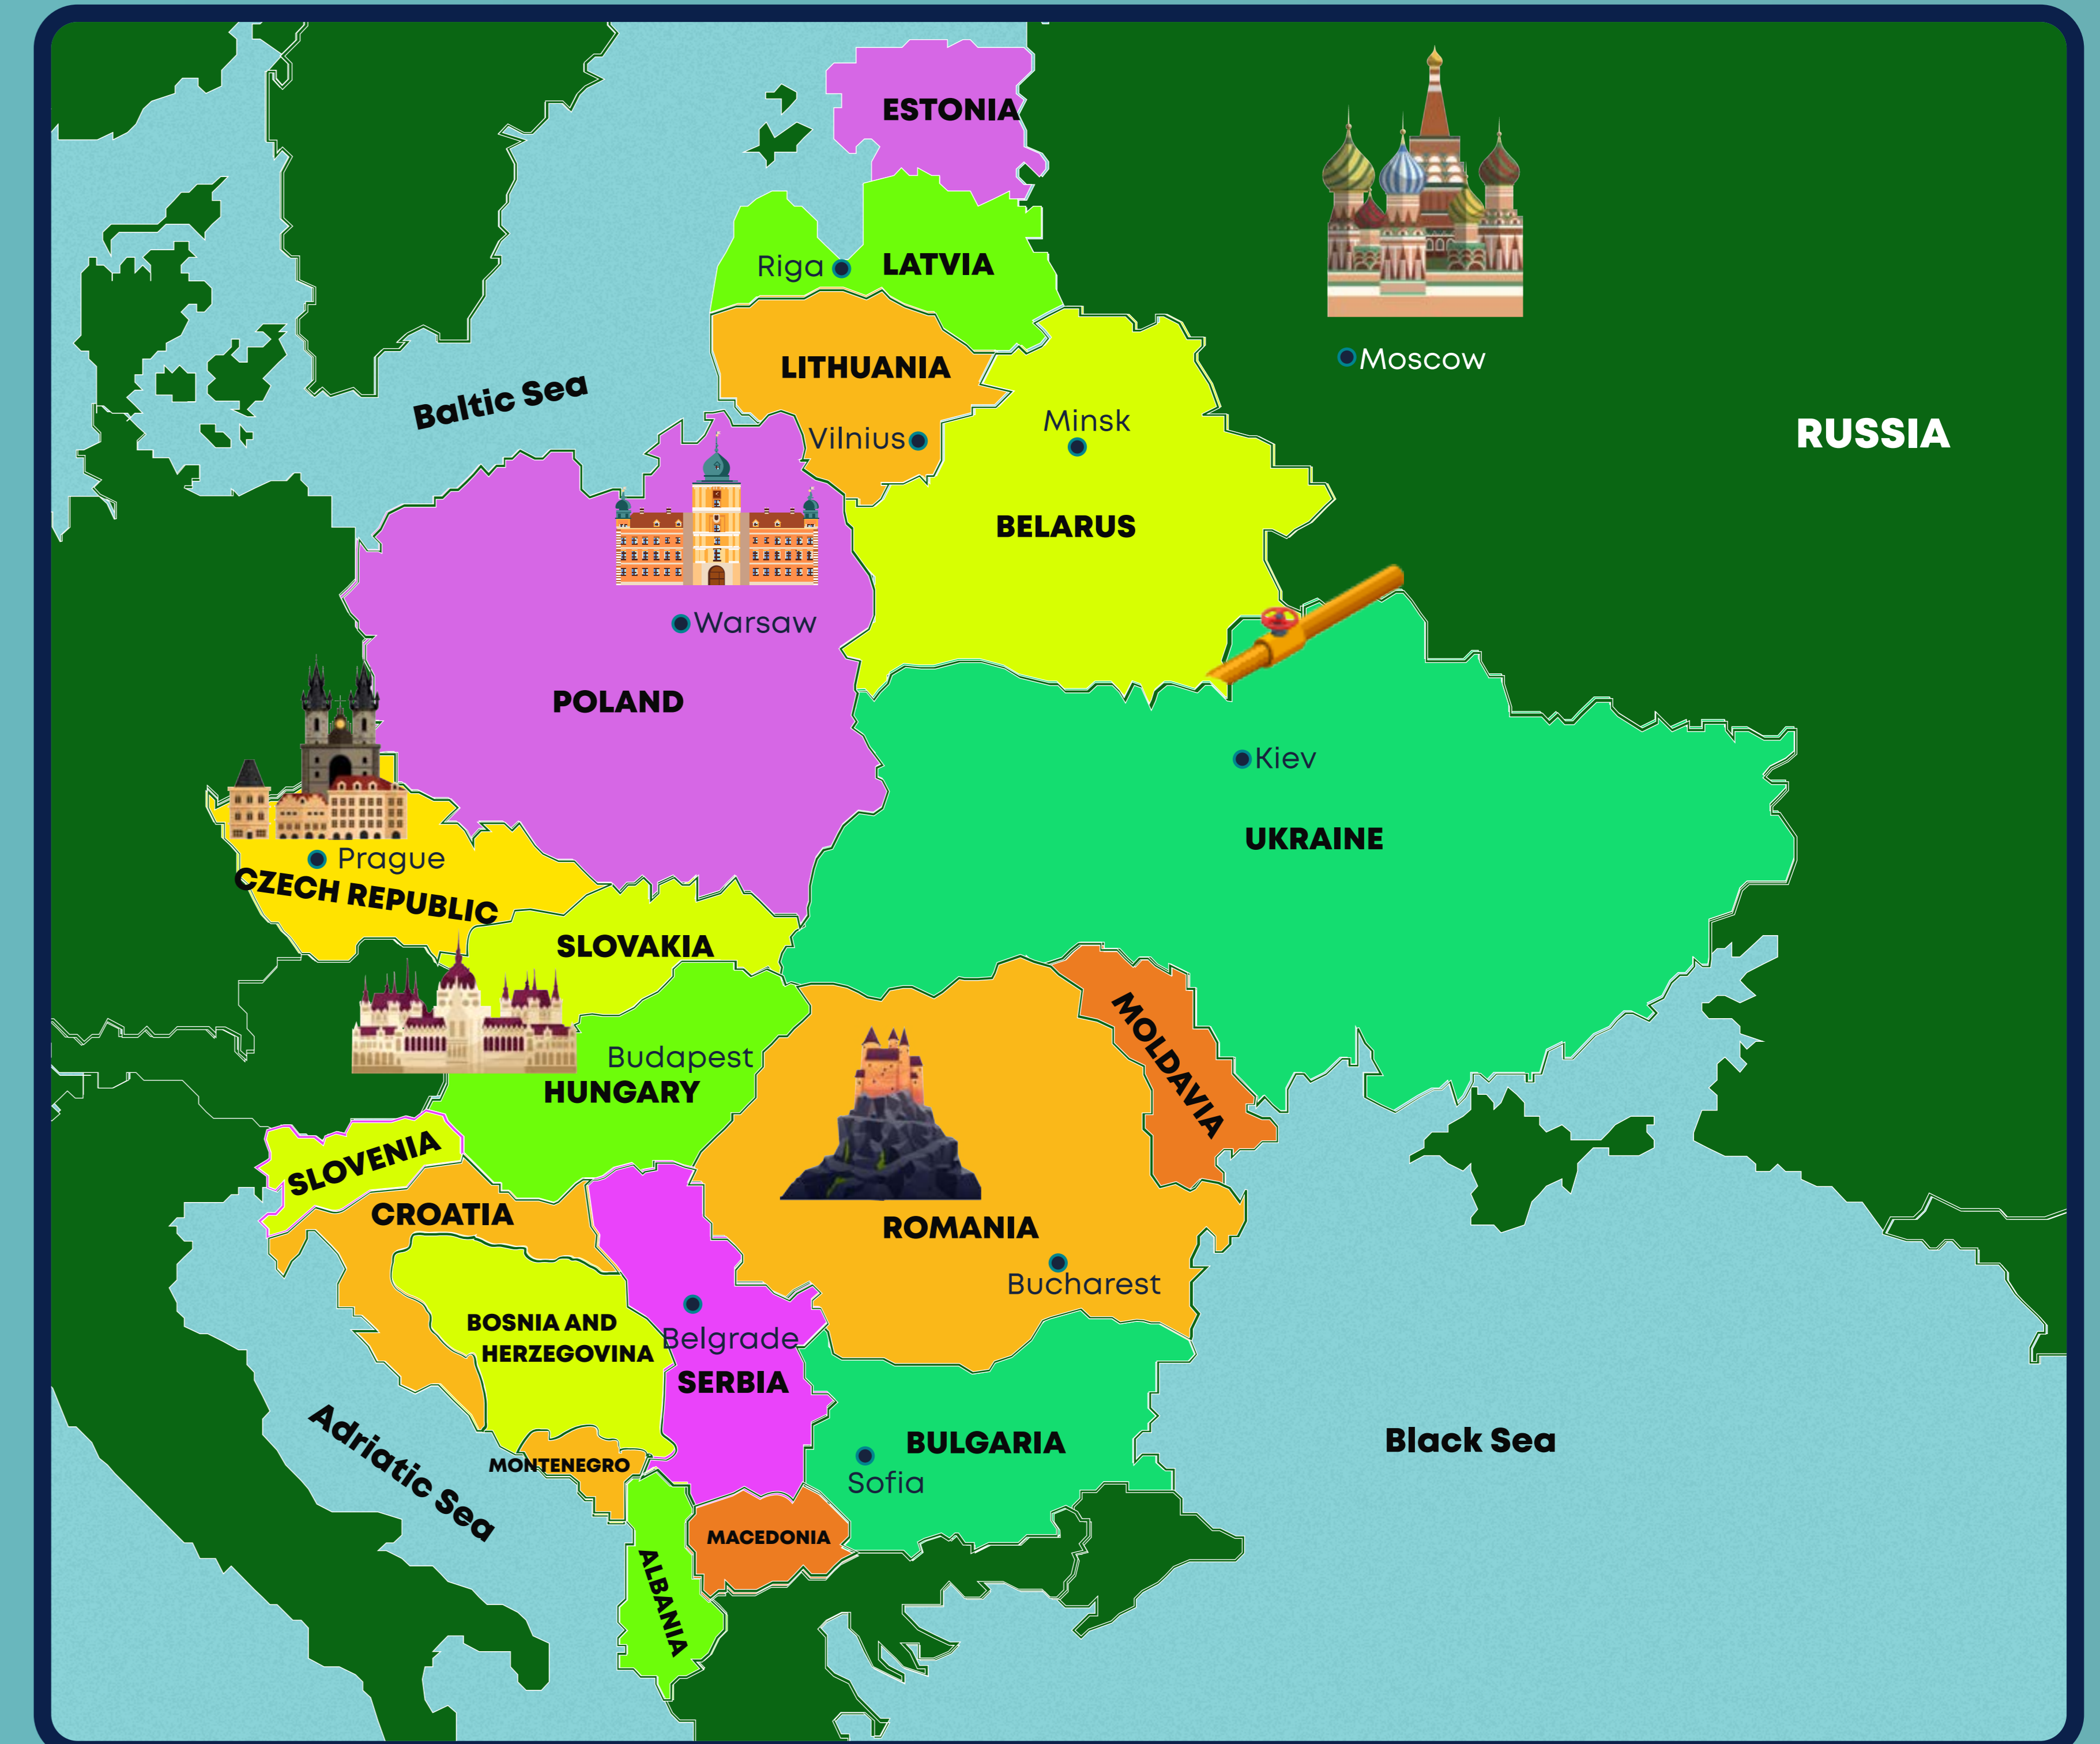 ESTONIA
Riga
LATVIA
Moscow
LITHUANIA
Baltic Sea
Minsk
RUSSIA
Vilnius
BELARUS
Warsaw
POLAND
Kiev
UKRAINE
Prague
CZECH REPUBLIC
SLOVAKIA
MOLDAVIA
Budapest
HUNGARY
SLOVENIA
CROATIA
ROMANIA
Bucharest
BOSNIA AND
HERZEGOVINA
Belgrade
SERBIA
Adriatic Sea
BULGARIA
Black Sea
MONTENEGRO
Sofia
MACEDONIA
ALBANIA